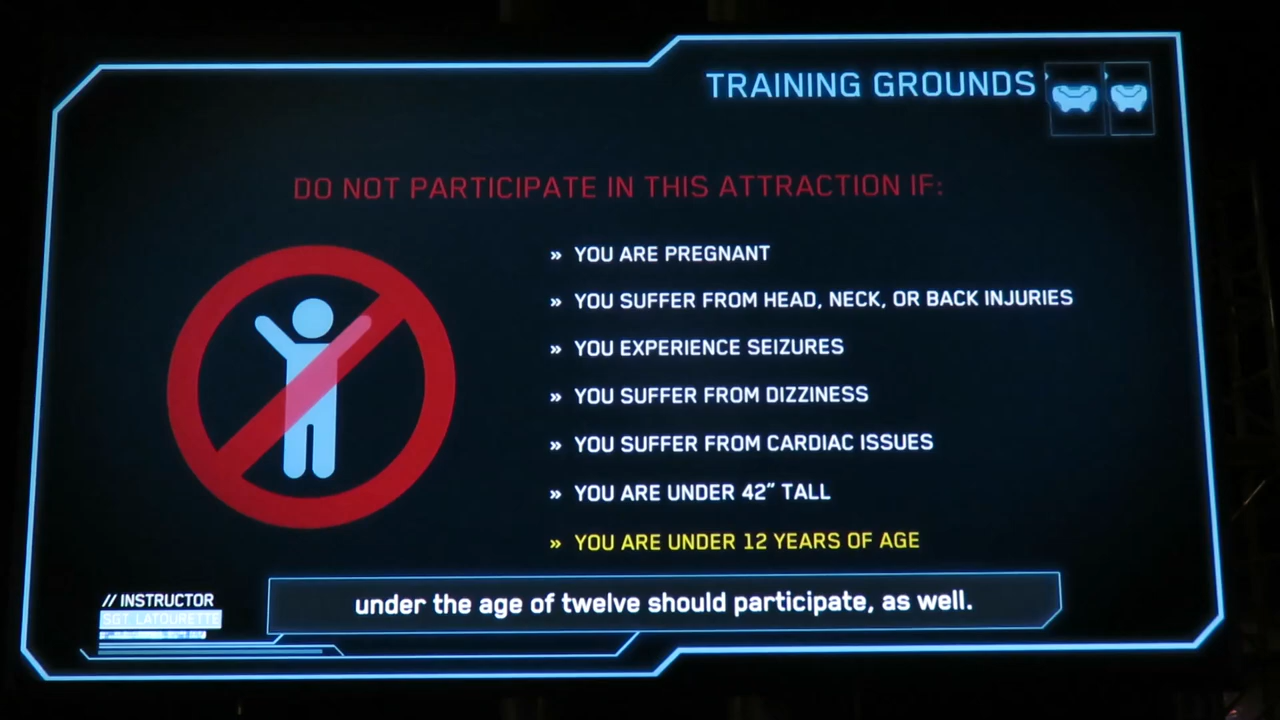 TRAINING GROUNDS
DO NOT PARTICIPATE IN THIS ATTRACTION IF:
» YOU ARE PREGNANT
» YOU SUFFER FROM HEAD, NECK, OR BACK INJURIES
» YOU EXPERIENCE SEIZURES
» YOU SUFFER FROM DIZZINESS
» YOU SUFFER FROM CARDIAC ISSUES
» YOU ARE UNDER 42” TALL
» YOU ARE UNDER 12 YEARS OF AGE
// INSTRUCTOR
SGT LATOURETTE
under the age of twelve should participate, as well.